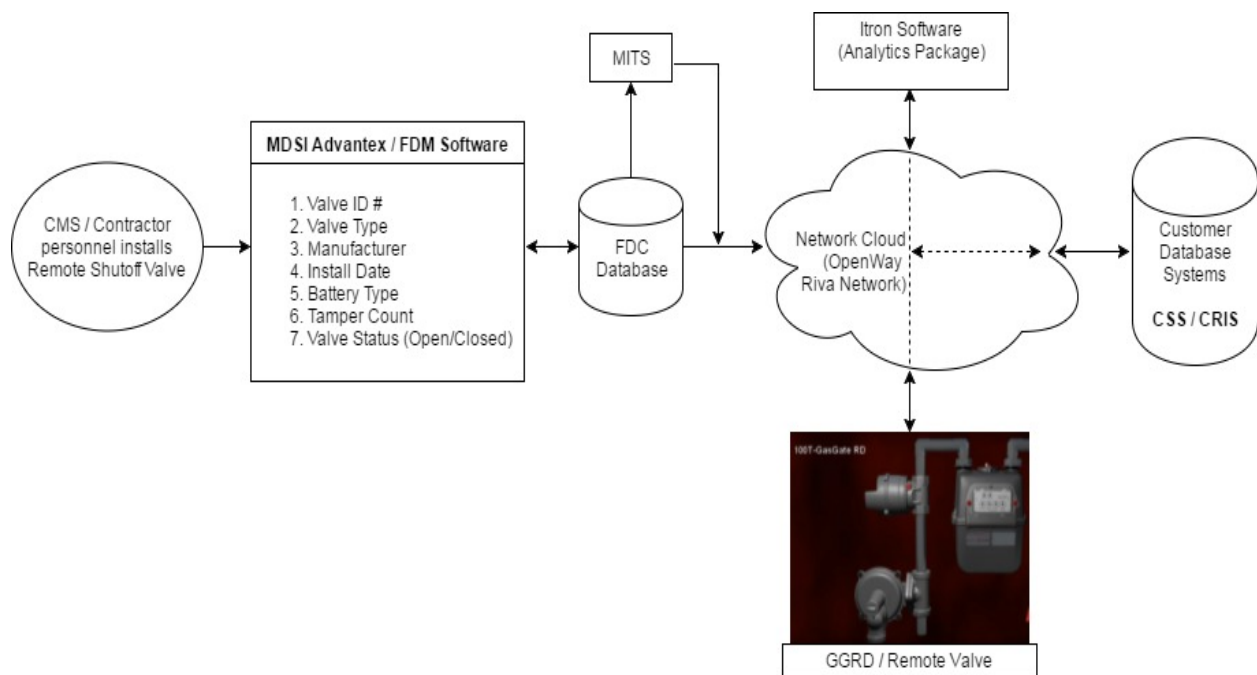 CMS / Contractor
personnel installs
Remote Shutoff Valve
MDSI Advantex / FDM Software
1. Valve ID #
2. Valve Type
3. Manufacturer
4. Install Date
5. Battery Type
6. Tamper Count
7. Valve Status (Open/Closed)
MITS
FDC
Database
Itron Software
(Analytics Package)
Network Cloud
(OpenWay
Riva Network)
Customer
Database
Systems
CSS / CRIS
100T-GasGate RD
GGRD / Remote Valve